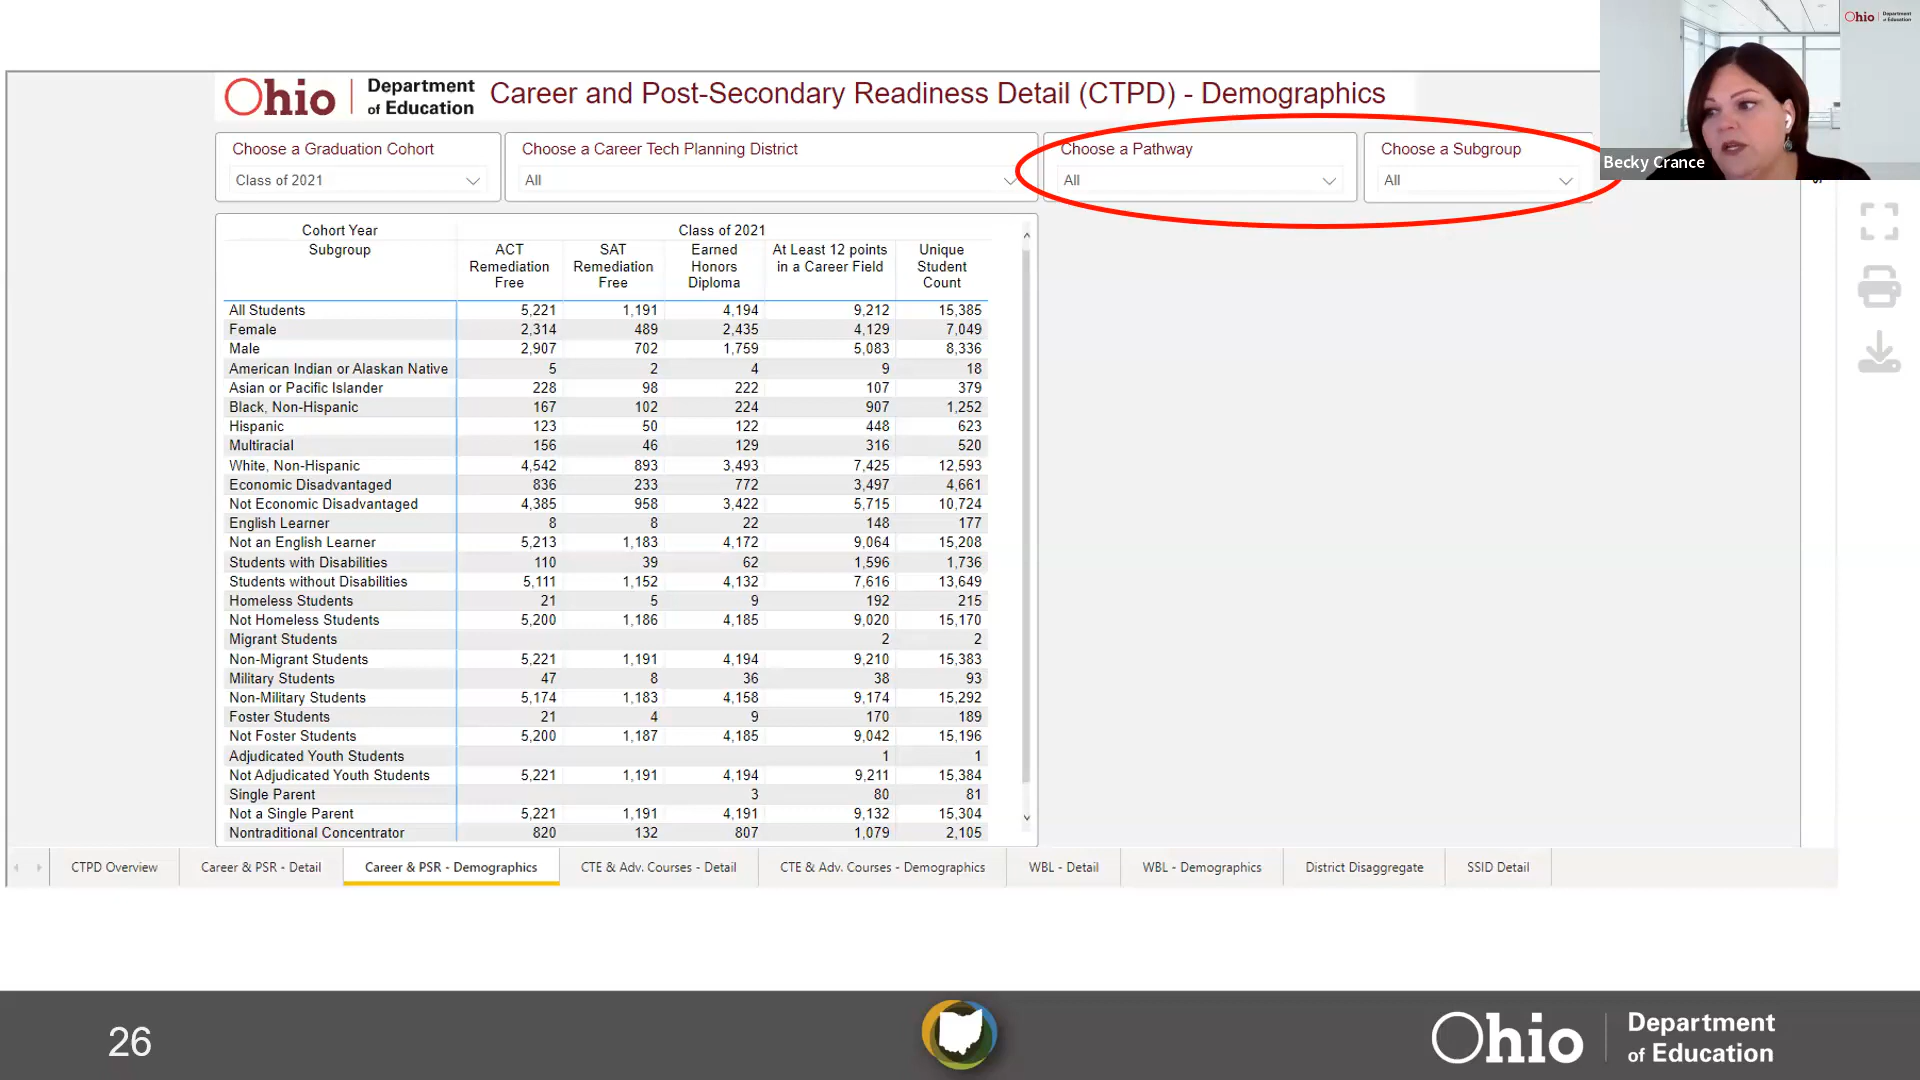 Ohio Department of Education
Becky Crance
Ohio Department of Education
Career and Post-Secondary Readiness Detail (CTPD) - Demographics
Choose a Graduation Cohort
Class of 2021
Choose a Career Tech Planning District
All
Choose a Pathway
All
Choose a Subgroup
All
Cohort Year Class of 2021
Subgroup ACT Remediation Free SAT Remediation Free Earned Honors Diploma At Least 12 points in a Career Field Unique Student Count
All Students 5,221 1,191 4,194 9,212 15,385
Female 2,314 489 2,435 4,129 7,049
Male 2,907 702 1,759 5,083 8,336
American Indian or Alaskan Native 5 2 4 9 18
Asian or Pacific Islander 228 98 222 107 379
Black, Non-Hispanic 167 102 224 907 1,252
Hispanic 123 50 122 448 623
Multiracial 156 46 129 316 520
White, Non-Hispanic 4,542 893 3,493 7,425 12,593
Economic Disadvantaged 836 233 772 3,497 4,661
Not Economic Disadvantaged 4,385 958 3,422 5,715 10,724
English Learner 8 8 22 148 177
Not an English Learner 5,213 1,183 4,172 9,064 15,208
Students with Disabilities 110 39 62 1,596 1,736
Students without Disabilities 5,111 1,152 4,132 7,616 13,649
Homeless Students 21 5 9 192 215
Not Homeless Students 5,200 1,186 4,185 9,020 15,170
Migrant Students 2 2
Non-Migrant Students 5,221 1,191 4,194 9,210 15,383
Military Students 47 8 36 38 93
Non-Military Students 5,174 1,183 4,158 9,174 15,292
Foster Students 21 4 9 170 189
Not Foster Students 5,200 1,187 4,185 9,042 15,196
Adjudicated Youth Students 1 1
Not Adjudicated Youth Students 5,221 1,191 4,194 9,211 15,384
Single Parent 3 80 81
Not a Single Parent 5,221 1,191 4,191 9,132 15,304
Nontraditional Concentrator 820 132 807 1,079 2,105
CTPD Overview Career & PSR - Detail Career & PSR - Demographics CTE & Adv. Courses - Detail CTE & Adv. Courses - Demographics WBL - Detail WBL - Demographics District Disaggregate SSID Detail
26
Ohio Department of Education